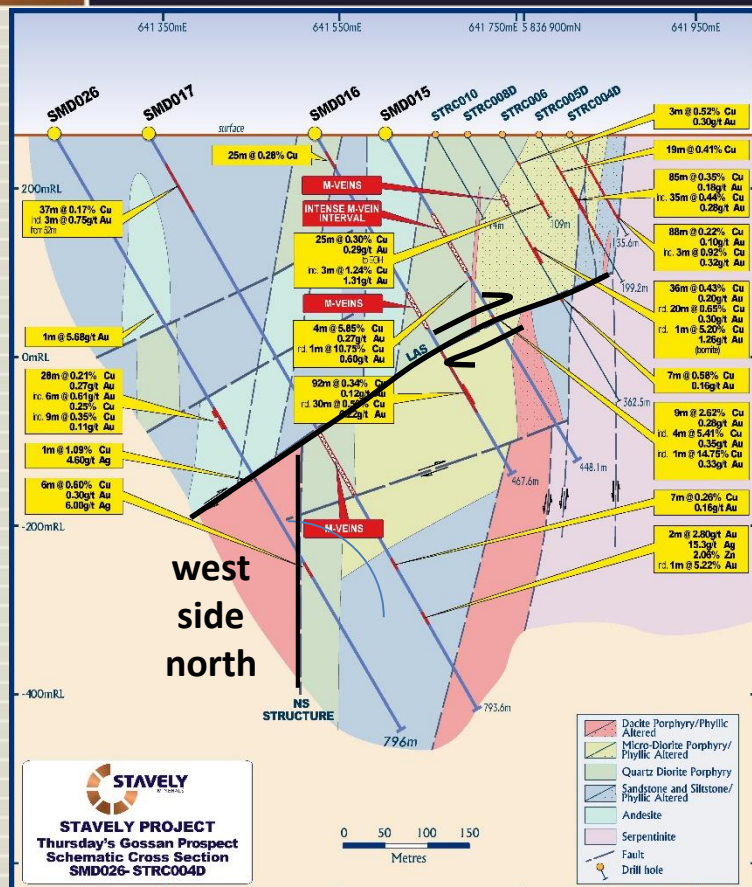 641 350mE
641 550mE
641 750mE 5 836 900mN
641 950mE
SMD026
SMD017
SMD016
SMD015
STRC010
STRC008D
STRC006
STRC005D
STRC004D
surface
200mRL
0mRL
-200mRL
-400mRL
37m @ 0.17% Cu
3m @ 0.75g/t Au
1m @ 5.68g/t Au
28m @ 0.21% Cu
0.27g/t Au
inc. 6m @ 0.61g/t Au
0.25% Cu
inc. 9m @ 0.35% Cu
0.11g/t Au
1m @ 1.09% Cu
4.60g/t Ag
6m @ 0.60% Cu
0.30g/t Au
6.00g/t Ag
25m @ 0.28% Cu
M-VEINS
INTENSE M-VEIN
INTERVAL
25m @ 0.30% Cu
0.29g/t Au
to EOH
inc. 3m @ 1.24% Cu
1.31g/t Au
M-VEINS
4m @ 5.85% Cu
0.27g/t Au
1m @ 10.75% Cu
0.60g/t Au
92m @ 0.34% Cu
0.12g/t Au
LAS
M-VEINS
3m @ 0.52% Cu
0.30g/t Au
19m @ 0.41% Cu
85m @ 0.35% Cu
0.18g/t Au
inc. 35m @ 0.44% Cu
0.28g/t Au
88m @ 0.22% Cu
0.10g/t Au
inc. 3m @ 0.92% Cu
0.32g/t Au
36m @ 0.43% Cu
0.20g/t Au
20m @ 0.65% Cu
0.30g/t Au
1m @ 5.20% Cu
1.26g/t Au
(bornite)
7m @ 0.58% Cu
0.16g/t Au
9m @ 2.62% Cu
0.28g/t Au
4m @ 5.41% Cu
0.35g/t Au
1m @ 14.75% Cu
0.33g/t Au
7m @ 0.26% Cu
0.16g/t Au
2m @ 2.80g/t Au
15.3g/t Ag
2.06% Zn
1m @ 5.22% Au
109m
199.2m
362.5m
448.1m
467.6m
793.6m
796m
west
side
north
NS
STRUCTURE
STAVELY
MINERALS
STAVELY PROJECT
Thursday's Gossan Prospect
Schematic Cross Section
SMD026- STRC004D
0 50 100 150
Metres
Dacite Porphyry/Phyllic
Altered
Micro-Diorite Porphyry/
Phyllic Altered
Quartz Diorite Porphyry
Sandstone and Siltstone/
Phyllic Altered
Andesite
Serpentinite
Fault
Drill hole